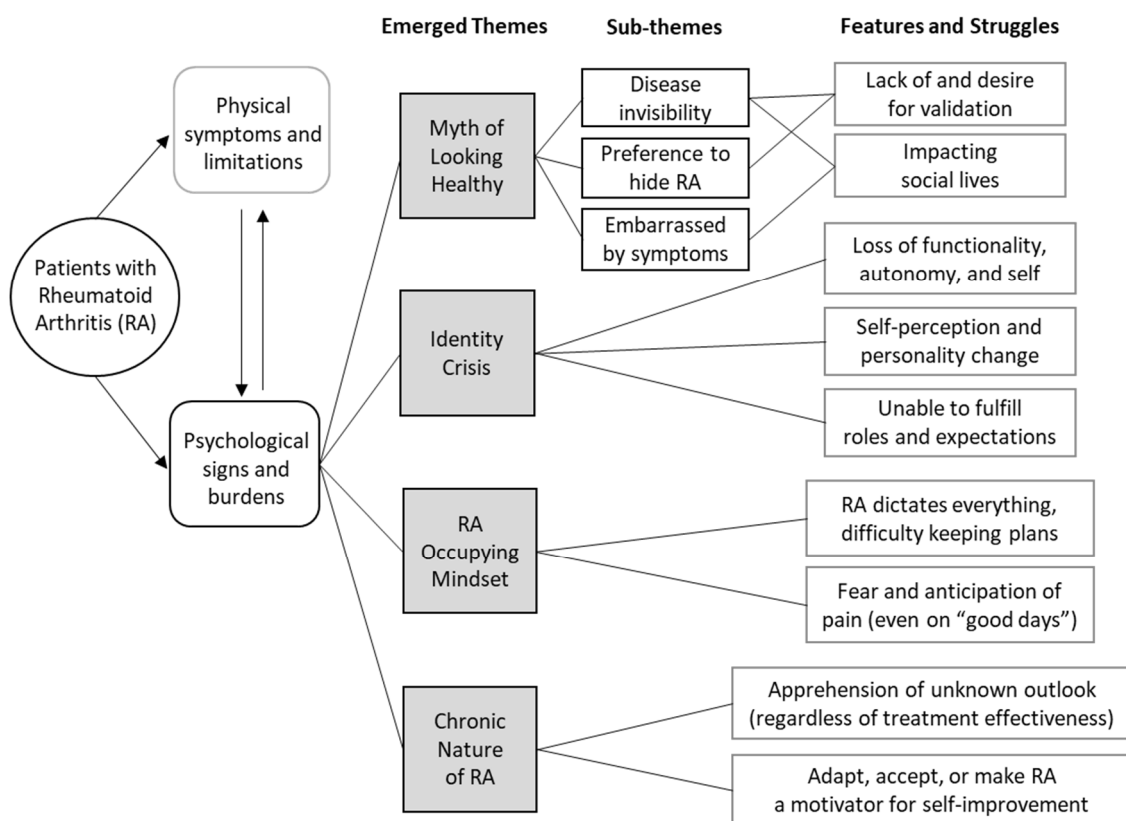 Emerged Themes
Sub-themes
Features and Struggles
Physical
symptoms and
limitations
Patients with
Rheumatoid
Arthritis (RA)
Psychological
signs and
burdens
Myth of
Looking
Healthy
Disease
invisibility
Preference to
hide RA
Embarrassed
by symptoms
Lack of and desire
for validation
Impacting
social lives
Identity
Crisis
Loss of functionality,
autonomy, and self
Self-perception and
personality change
Unable to fulfill
roles and expectations
RA
Occupying
Mindset
RA dictates everything,
difficulty keeping plans
Fear and anticipation of
pain (even on “good days”)
Chronic
Nature
of RA
Apprehension of unknown outlook
(regardless of treatment effectiveness)
Adapt, accept, or make RA
a motivator for self-improvement